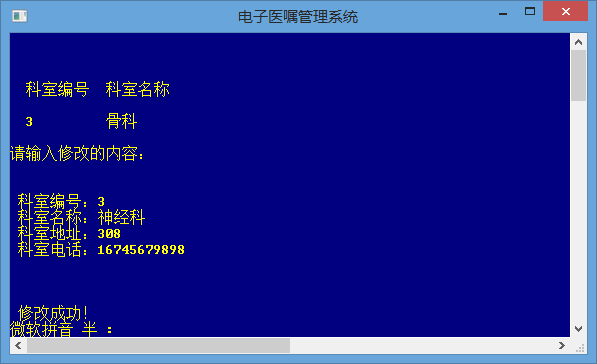 电子医嘱管理系统
科室编号 科室名称
3 骨科
请输入修改的内容:
科室编号: 3
科室名称: 神经科
科室地址: 308
科室电话: 16745679898
修改成功!
微软拼音 半 :